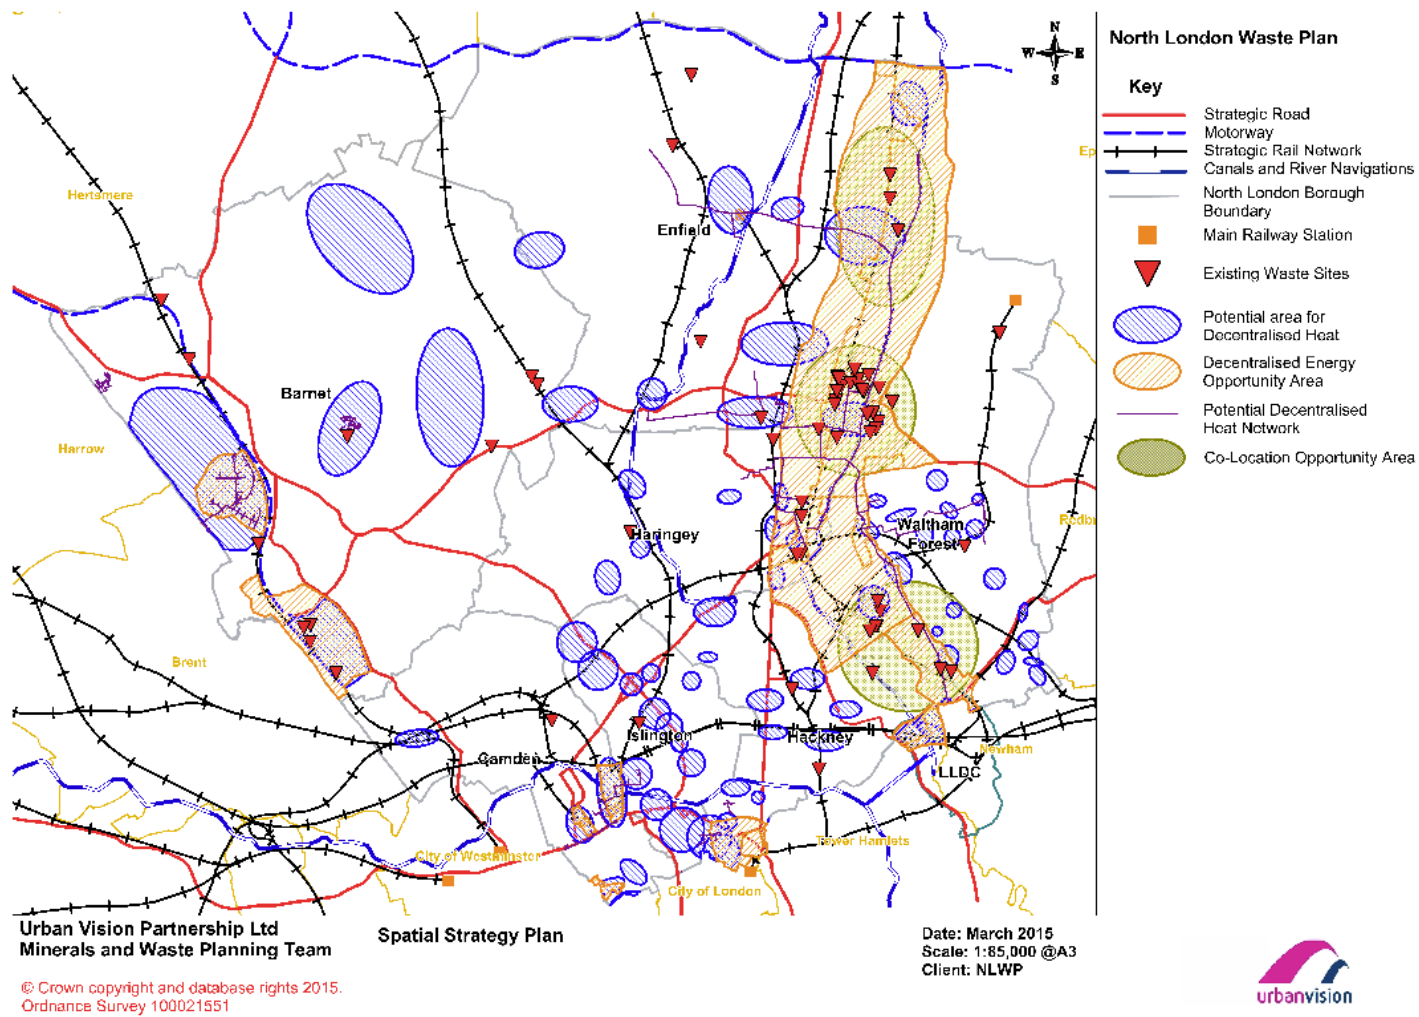 North London Waste Plan
Key
Strategic Road
Motorway
Strategic Rail Network
Canals and River Navigations
North London Borough
Boundary
Main Railway Station
Existing Waste Sites
Potential area for
Decentralised Heat
Decentralised Energy
Opportunity Area
Potential Decentralised
Heat Network
Co-Location Opportunity Area
N
W E
S
Ep
Hertsmere
Enfield
Barnet
Harrow
Haringey
Waltham
Forest
Redbr
Brent
Islington
Hackney
Camden
Newham
LLDC
Tower Hamlets
City of Westminster
City of London
Urban Vision Partnership Ltd
Minerals and Waste Planning Team
Spatial Strategy Plan
Date: March 2015
Scale: 1:85,000 @A3
Client: NLWP
© Crown copyright and database rights 2015.
Ordnance Survey 100021551
urbanvision